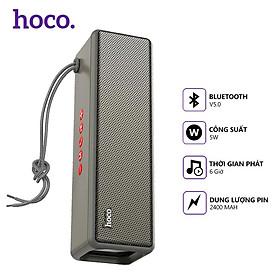 hoco.
BLUETOOTH
V5.0
W
CÔNG SUẤT
5W
THỜI GIAN PHÁT
6 Giờ
DUNG LƯỢNG PIN
2400 MAH
hoco